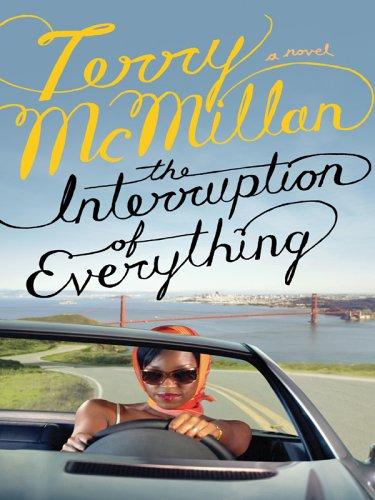 Terry
a novel
McMillan
the
Interruption
of
Everything